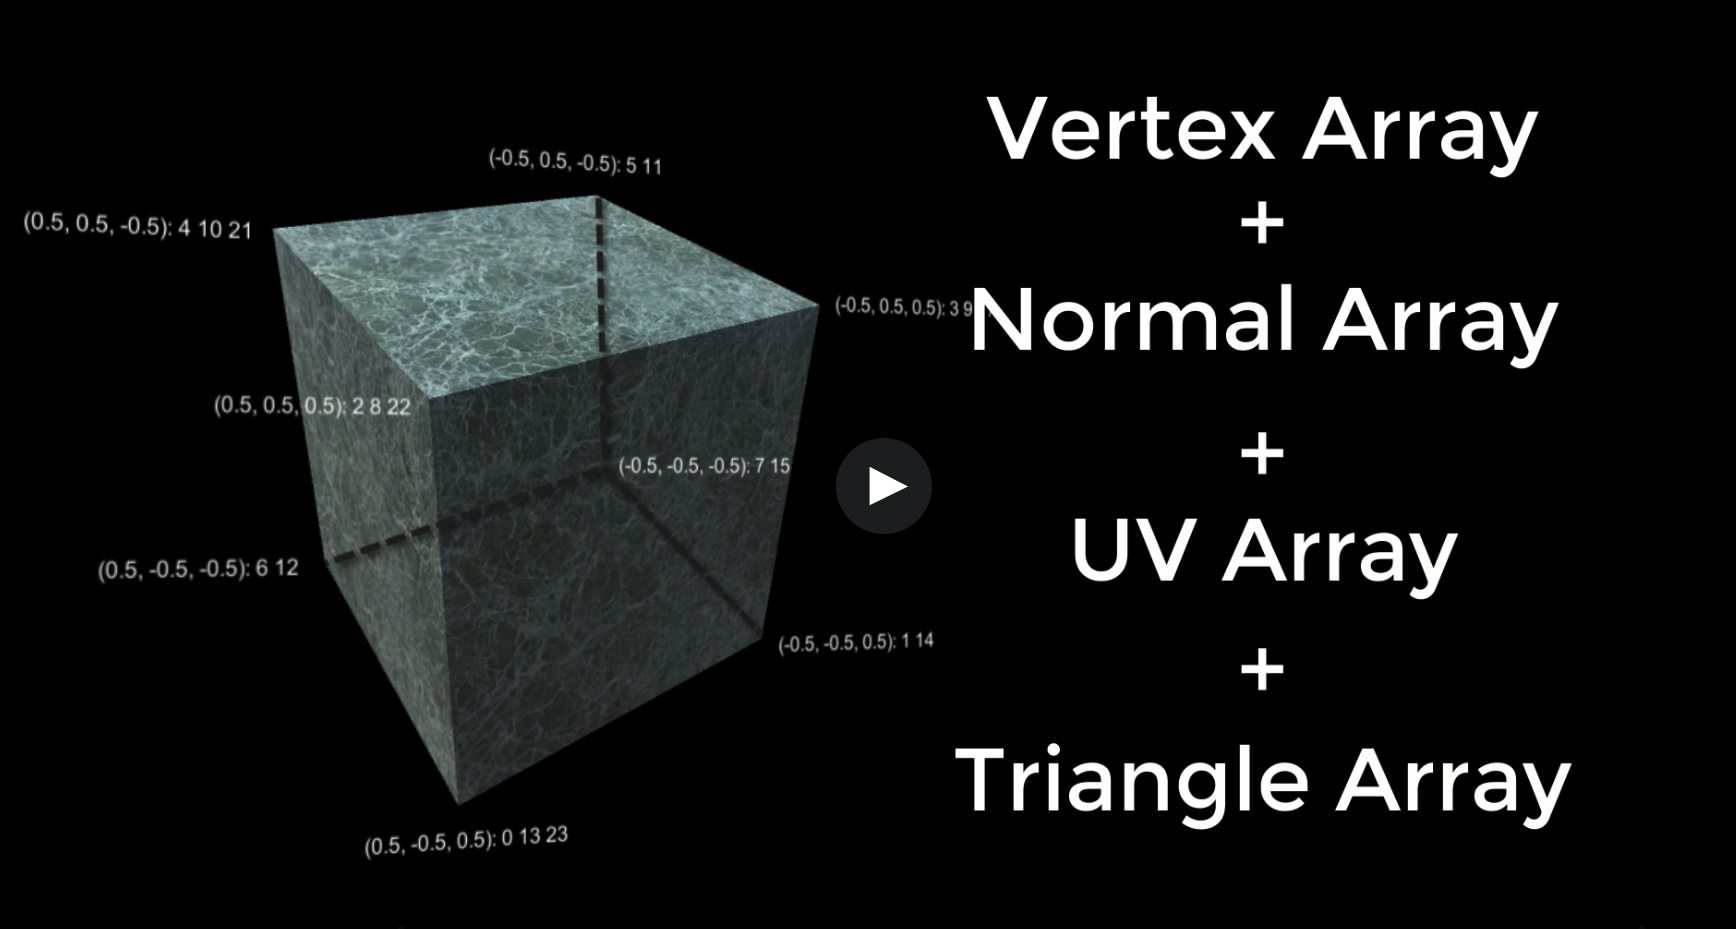 (-0.5, 0.5, -0.5): 5 11
(0.5, 0.5, -0.5): 4 10 21
(-0.5, 0.5, 0.5): 3 9
(0.5, 0.5, 0.5): 2 8 22
(-0.5, -0.5, -0.5): 7 15
(0.5, -0.5, -0.5): 6 12
(-0.5, -0.5, 0.5): 1 14
(0.5, -0.5, 0.5): 0 13 23
Vertex Array
+
Normal Array
+
UV Array
+
Triangle Array